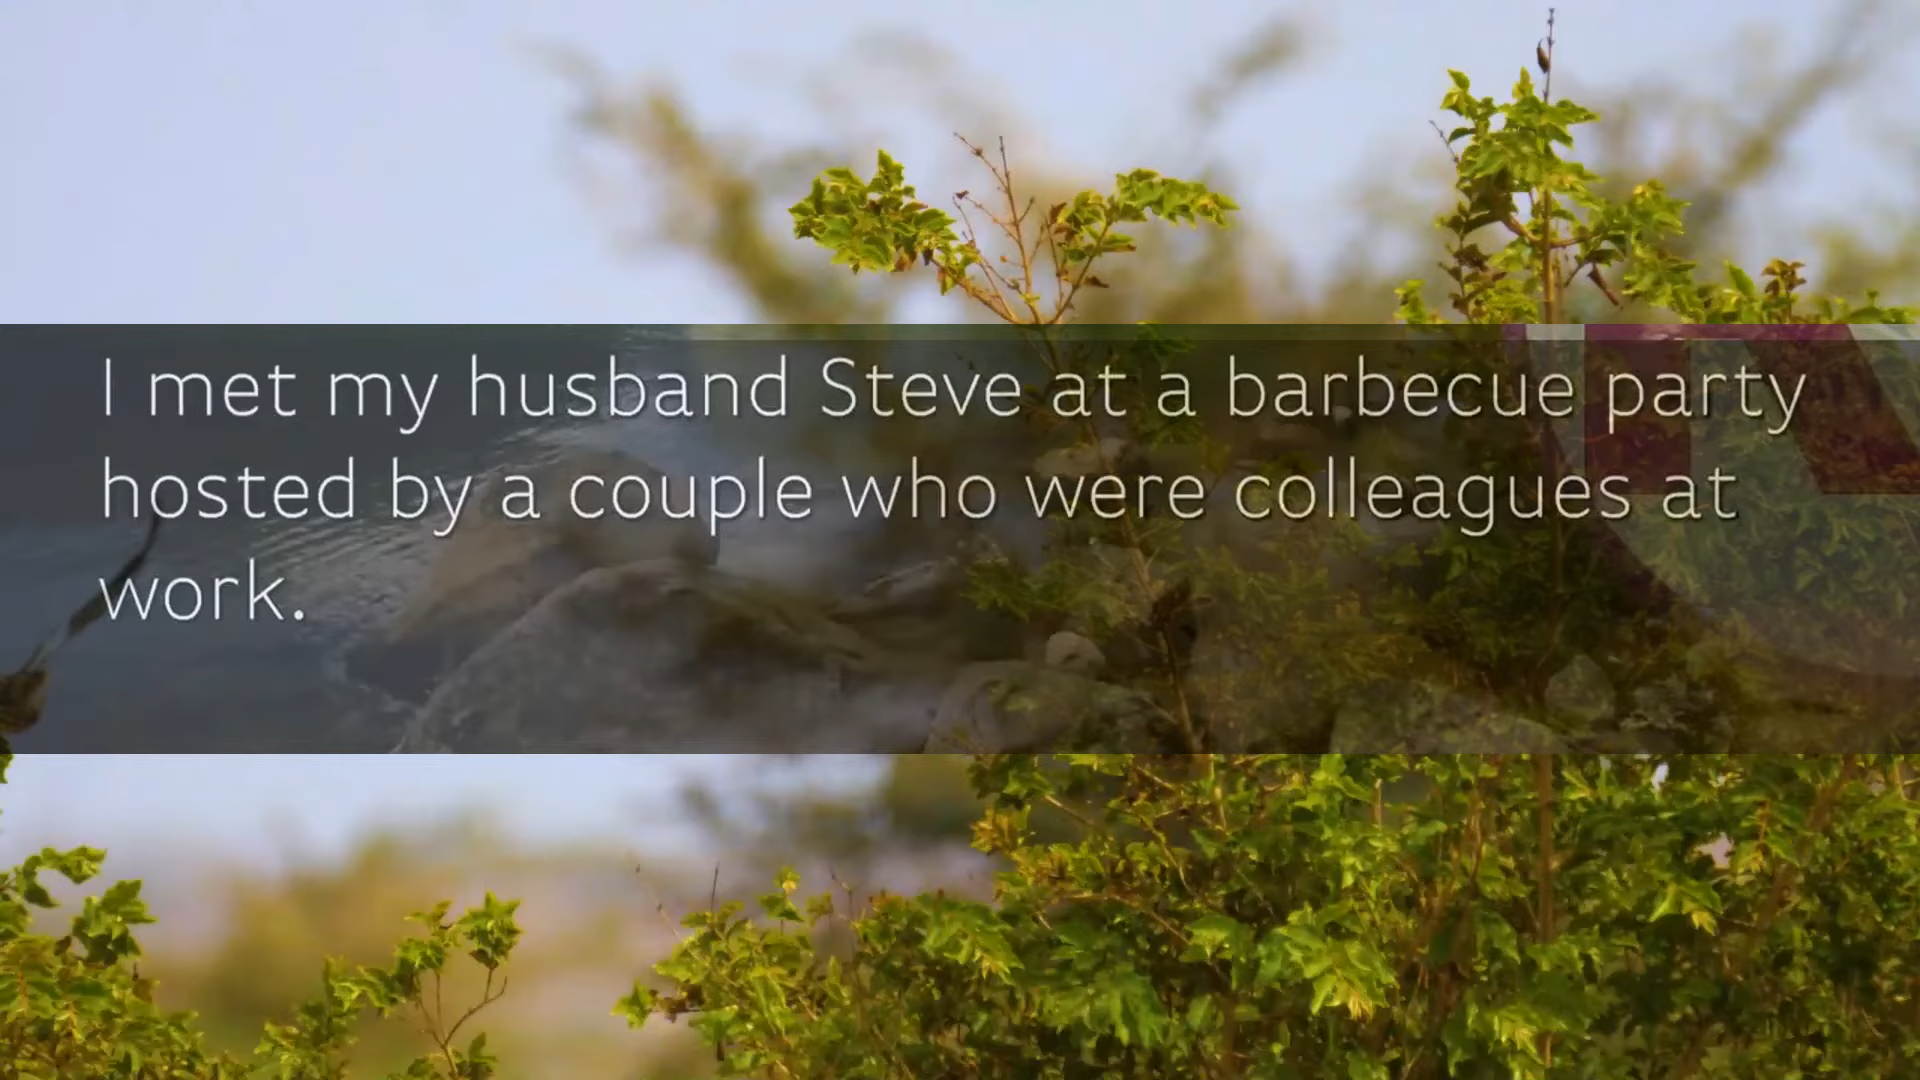 I met my husband Steve at a barbecue party
hosted by a couple who were colleagues at
work.